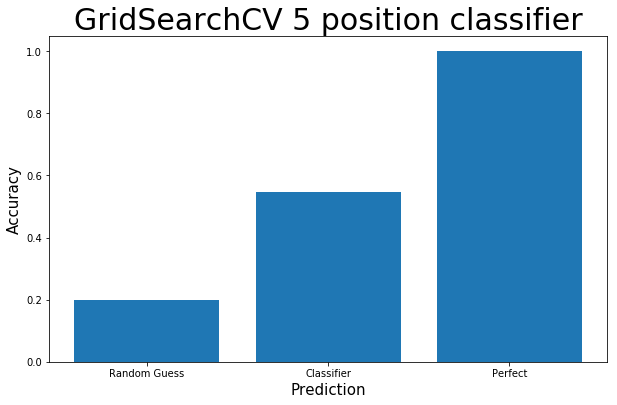 GridSearchCV 5 position classifier
Accuracy
1.0
0.8
0.6
0.4
0.2
0.0
Random Guess
Classifier
Perfect
Prediction